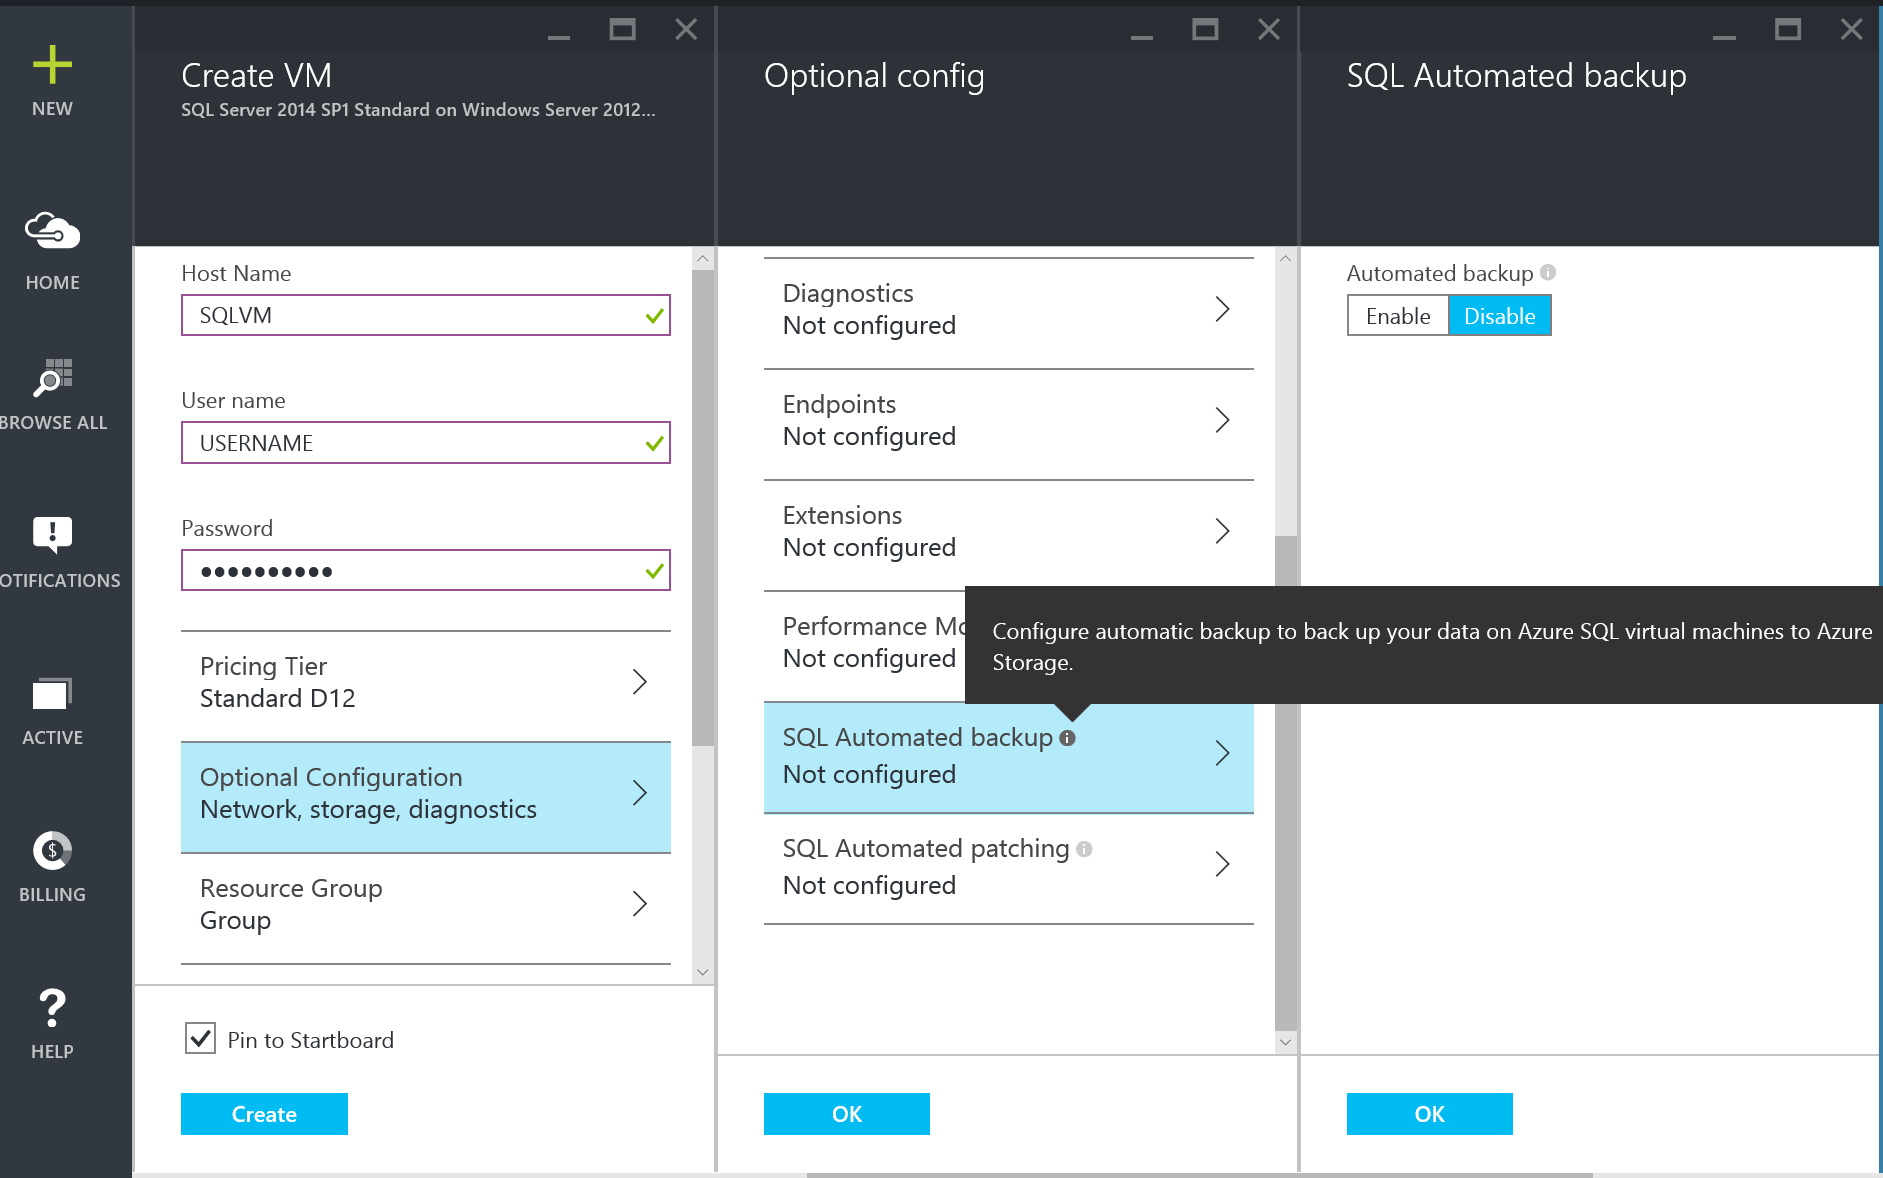 NEW
HOME
BROWSE ALL
OTIFICATIONS
ACTIVE
BILLING
HELP
Create VM
SQL Server 2014 SP1 Standard on Windows Server 2012...
Host Name
SQLVM
User name
USERNAME
Password
●●●●●●●●●●
Pricing Tier
Standard D12
Optional Configuration
Network, storage, diagnostics
Resource Group
Group
Pin to Startboard
Create
Optional config
Diagnostics
Not configured
Endpoints
Not configured
Extensions
Not configured
Performance Mo
Not configured
Configure automatic backup to back up your data on Azure SQL virtual machines to Azure
Storage.
SQL Automated backup
Not configured
SQL Automated patching
Not configured
OK
SQL Automated backup
Automated backup
Enable Disable
OK